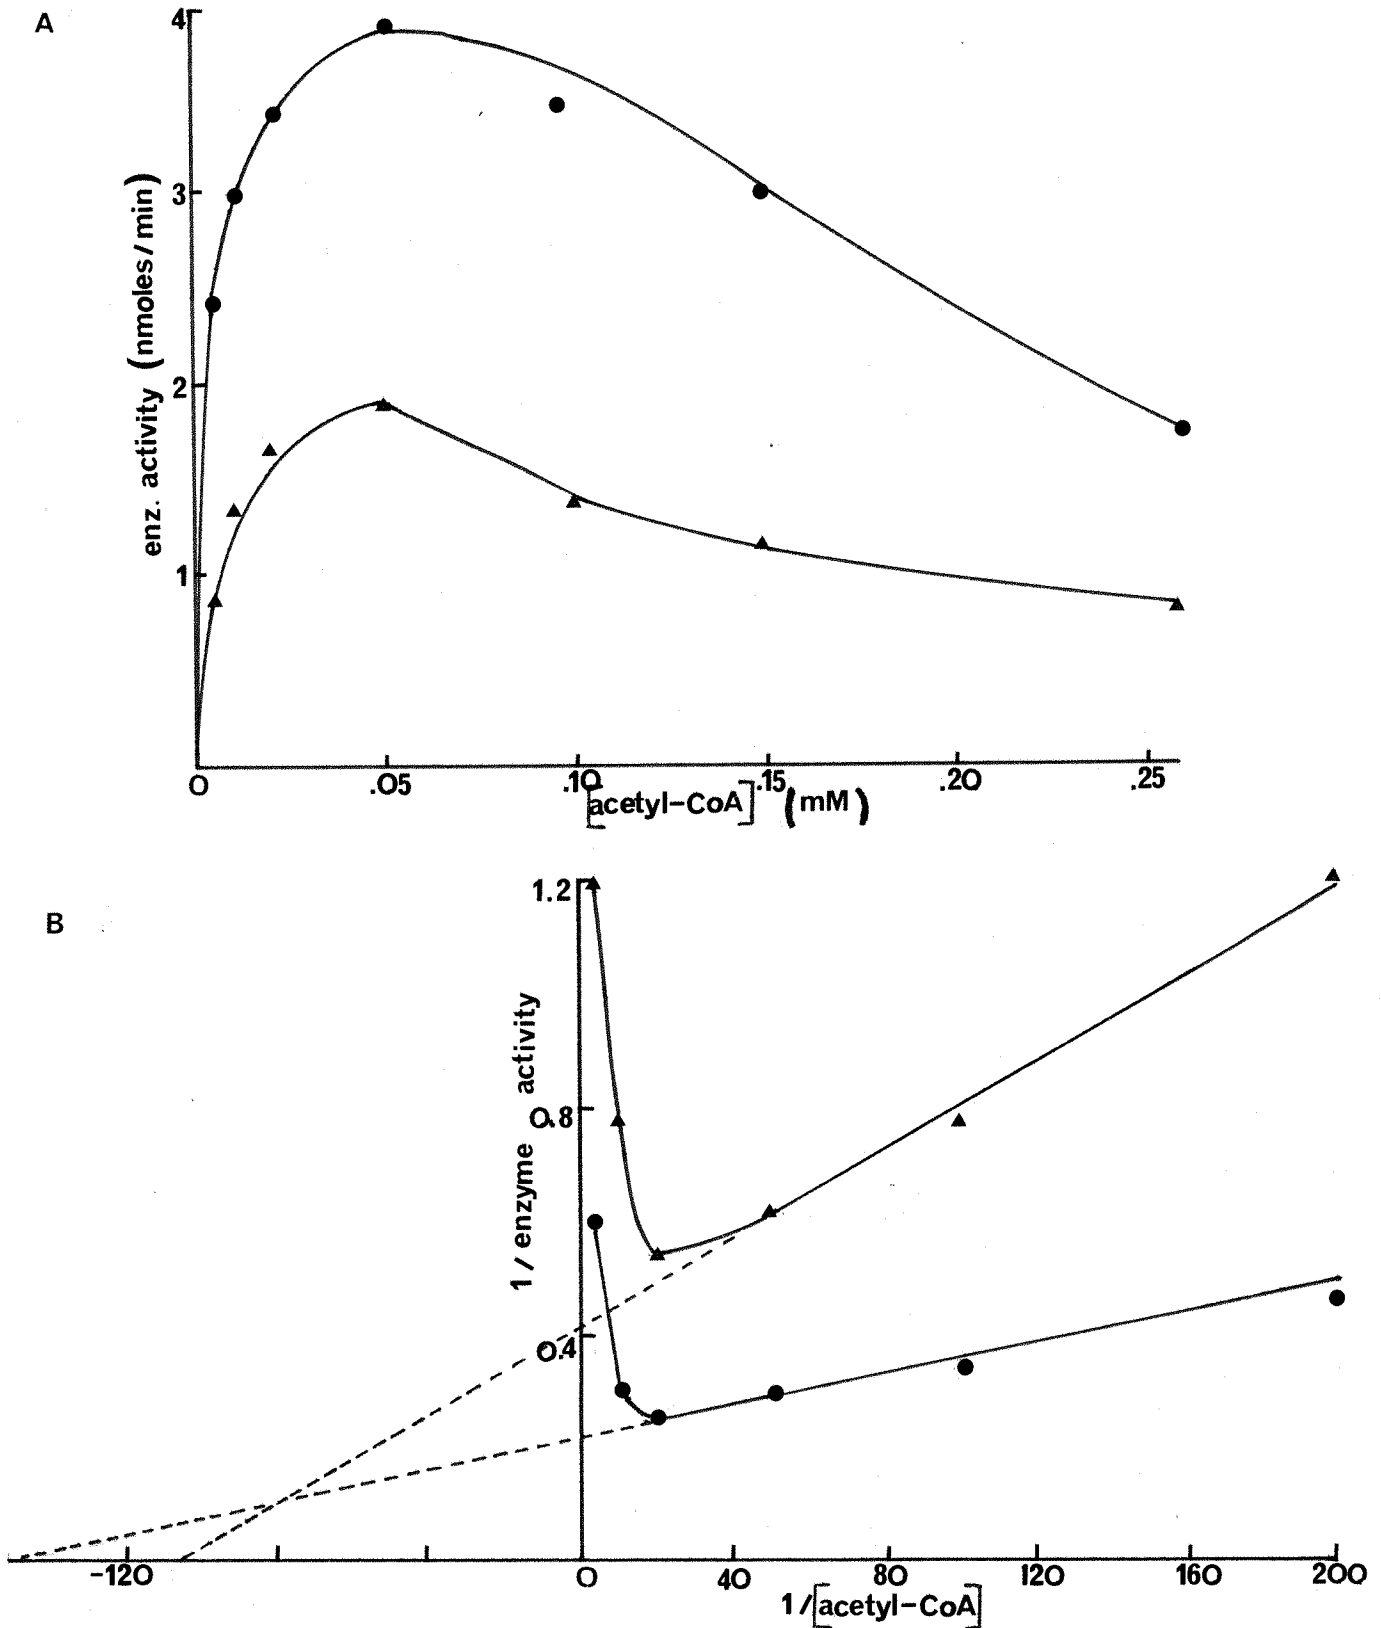 A
4
3
2
1
enz. activity (nmoles/min)
0 .05 .10 .15 .20 .25
[acetyl-CoA] (mM)
B
1.2
0.8
0.4
1/enzyme activity
-120 0 40 80 120 160 200
1/[acetyl-CoA]